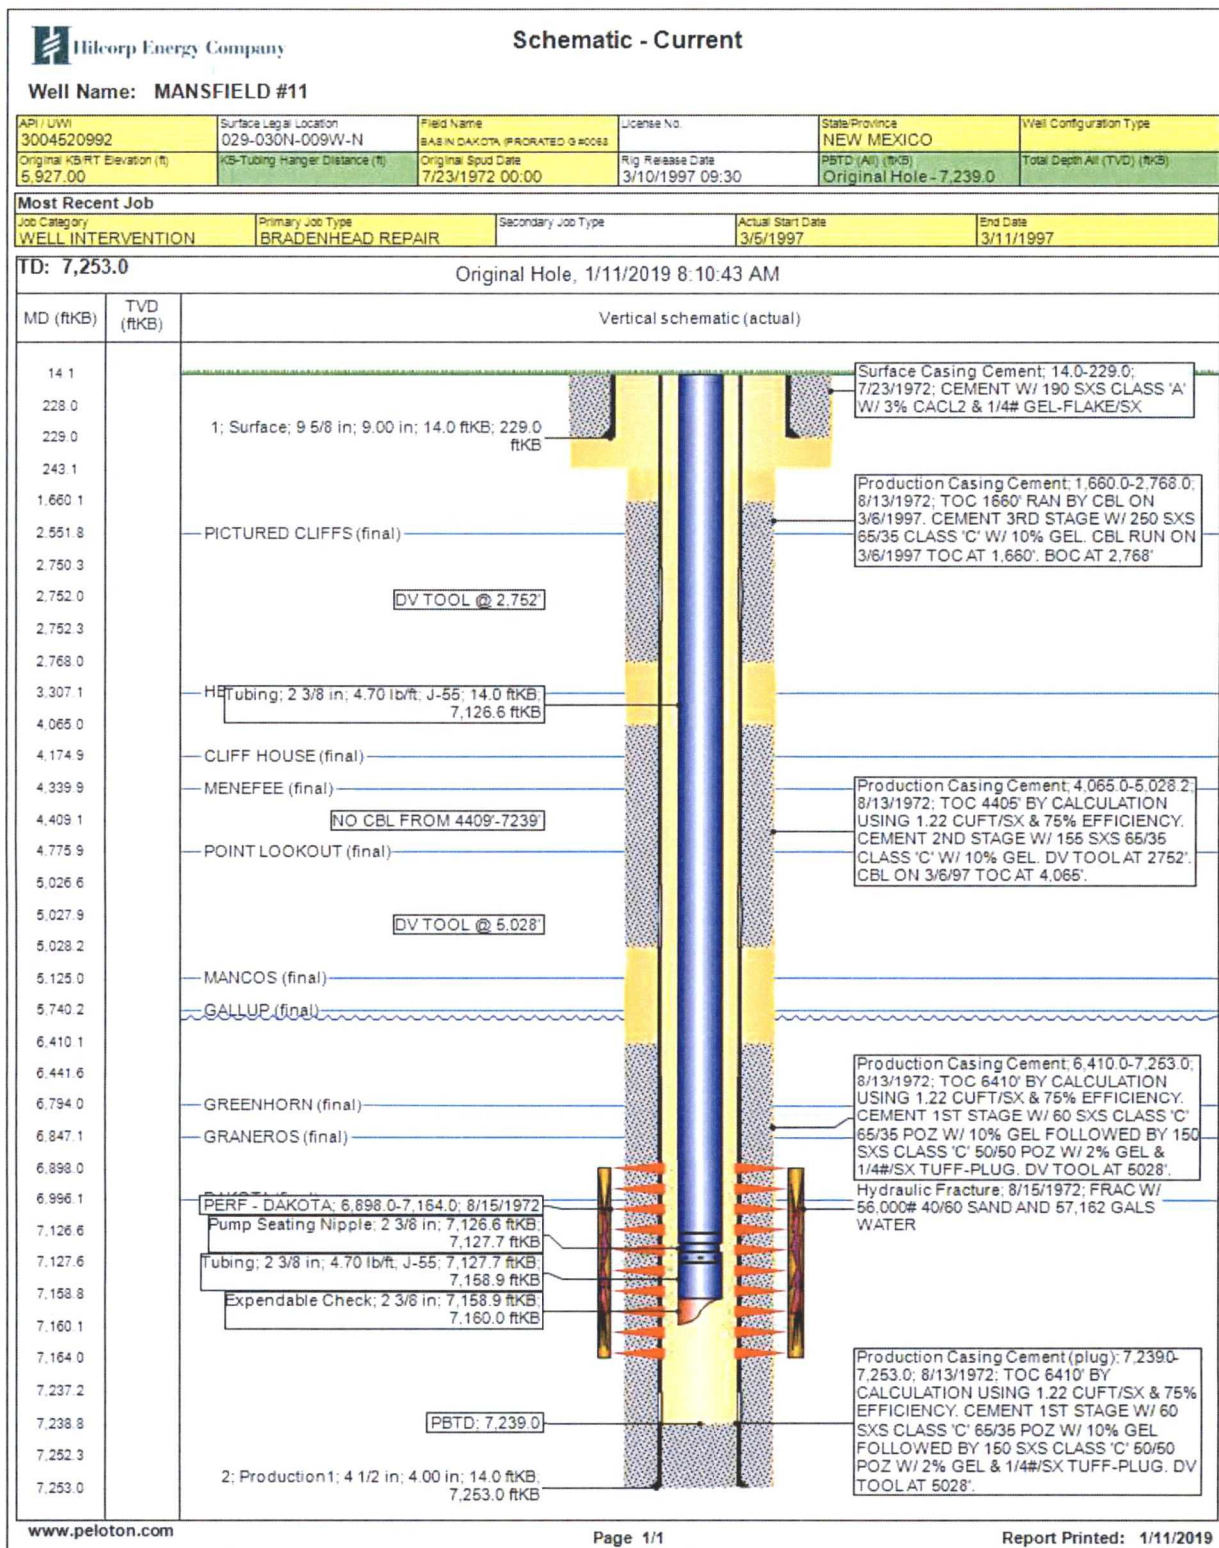 Hilcorp Energy Company
Schematic - Current
Well Name: MANSFIELD #11
API / UWI
3004520992
Surface Legal Location
029-030N-009W-N
Field Name
BASIN DAKOTA (PRORATED G #0068
License No.
State/Province
NEW MEXICO
Well Configuration Type
Original KB/RT Elevation (ft)
5,927.00
KB-Tubing Hanger Distance (ft)
Original Spud Date
7/23/1972 00:00
Rig Release Date
3/10/1997 09:30
PBTD (All) (ftKB)
Original Hole - 7,239.0
Total Depth All (TVD) (ftKB)
Most Recent Job
Job Category
WELL INTERVENTION
Primary Job Type
BRADENHEAD REPAIR
Secondary Job Type
Actual Start Date
3/5/1997
End Date
3/11/1997
TD: 7,253.0
Original Hole, 1/11/2019 8:10:43 AM
MD (ftKB)
TVD
(ftKB)
Vertical schematic (actual)
14.1
228.0
229.0
243.1
1,660.1
2,551.8
2,750.3
2,752.0
2,752.3
2,768.0
3,307.1
4,065.0
4,174.9
4,339.9
4,409.1
4,775.9
5,026.6
5,027.9
5,028.2
5,125.0
5,740.2
6,410.1
6,441.6
6,794.0
6,847.1
6,898.0
6,996.1
7,126.6
7,127.6
7,158.8
7,160.1
7,164.0
7,237.2
7,238.8
7,252.3
7,253.0
1; Surface; 9 5/8 in; 9.00 in; 14.0 ftKB; 229.0
ftKB
PICTURED CLIFFS (final)
DV TOOL @ 2,752'
Tubing; 2 3/8 in; 4.70 lb/ft; J-55; 14.0 ftKB;
7,126.6 ftKB
CLIFF HOUSE (final)
MENEFEE (final)
NO CBL FROM 4409'-7239'
POINT LOOKOUT (final)
DV TOOL @ 5,028'
MANCOS (final)
GALLUP (final)
GREENHORN (final)
GRANEROS (final)
PERF - DAKOTA; 6,898.0-7,164.0; 8/15/1972
Pump Seating Nipple; 2 3/8 in; 7,126.6 ftKB;
7,127.7 ftKB
Tubing; 2 3/8 in; 4.70 lb/ft; J-55; 7,127.7 ftKB;
7,158.9 ftKB
Expendable Check; 2 3/8 in; 7,158.9 ftKB;
7,160.0 ftKB
PBTD; 7,239.0
2; Production1; 4 1/2 in; 4.00 in; 14.0 ftKB;
7,253.0 ftKB
Surface Casing Cement; 14.0-229.0;
7/23/1972; CEMENT W/ 190 SXS CLASS 'A'
W/ 3% CACL2 & 1/4# GEL-FLAKE/SX
Production Casing Cement; 1,660.0-2,768.0;
8/13/1972; TOC 1660' RAN BY CBL ON
3/6/1997. CEMENT 3RD STAGE W/ 250 SXS
65/35 CLASS 'C' W/ 10% GEL. CBL RUN ON
3/6/1997 TOC AT 1,660'. BOC AT 2,768'
Production Casing Cement; 4,065.0-5,028.2;
8/13/1972; TOC 4405' BY CALCULATION
USING 1.22 CUFT/SX & 75% EFFICIENCY.
CEMENT 2ND STAGE W/ 155 SXS 65/35
CLASS 'C' W/ 10% GEL. DV TOOL AT 2752'.
CBL ON 3/6/97 TOC AT 4,065'.
Production Casing Cement; 6,410.0-7,253.0;
8/13/1972; TOC 6410' BY CALCULATION
USING 1.22 CUFT/SX & 75% EFFICIENCY.
CEMENT 1ST STAGE W/ 60 SXS CLASS 'C'
65/35 POZ W/ 10% GEL FOLLOWED BY 150
SXS CLASS 'C' 50/50 POZ W/ 2% GEL &
1/4#/SX TUFF-PLUG. DV TOOL AT 5028'.
Hydraulic Fracture; 8/15/1972; FRAC W/
56,000# 40/60 SAND AND 57,162 GALS
WATER
Production Casing Cement (plug); 7,239.0-
7,253.0; 8/13/1972; TOC 6410' BY
CALCULATION USING 1.22 CUFT/SX & 75%
EFFICIENCY. CEMENT 1ST STAGE W/ 60
SXS CLASS 'C' 65/35 POZ W/ 10% GEL
FOLLOWED BY 150 SXS CLASS 'C' 50/50
POZ W/ 2% GEL & 1/4#/SX TUFF-PLUG. DV
TOOL AT 5028'.
www.peloton.com
Page 1/1
Report Printed: 1/11/2019